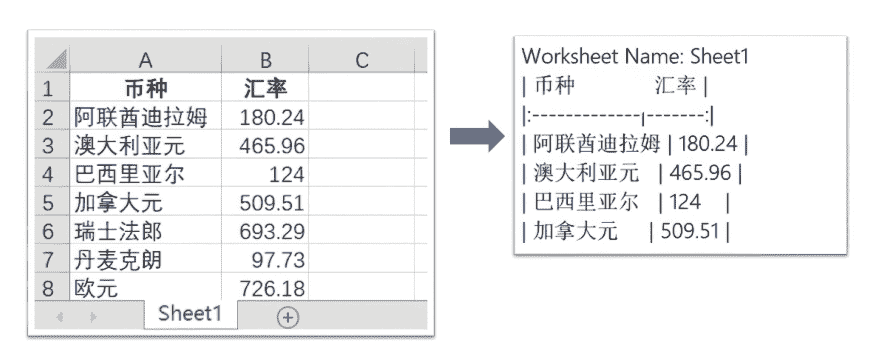 A B C
1 币种 汇率
2 阿联酋迪拉姆 180.24
3 澳大利亚元 465.96
4 巴西里亚尔 124
5 加拿大元 509.51
6 瑞士法郎 693.29
7 丹麦克朗 97.73
8 欧元 726.18
Sheet1
Worksheet Name: Sheet1
| 币种 汇率 |
|:--------------|-------:|
| 阿联酋迪拉姆 | 180.24 |
| 澳大利亚元 | 465.96 |
| 巴西里亚尔 | 124 |
| 加拿大元 | 509.51 |